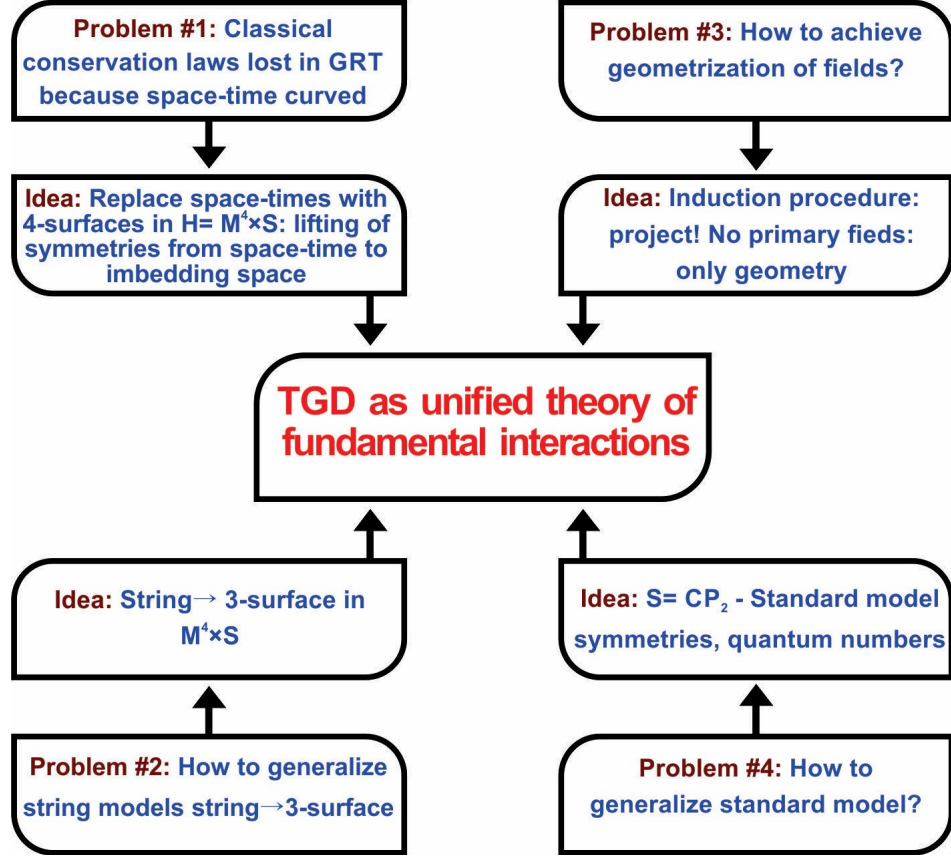 Problem #1: Classical
conservation laws lost in GRT
because space-time curved
Problem #3: How to achieve
geometrization of fields?
Idea: Replace space-times with
4-surfaces in H= M⁴×S: lifting of
symmetries from space-time to
imbedding space
Idea: Induction procedure:
project! No primary fieds:
only geometry
TGD as unified theory of
fundamental interactions
Idea: String→ 3-surface in
M⁴×S
Idea: S= CP₂ - Standard model
symmetries, quantum numbers
Problem #2: How to generalize
string models string→3-surface
Problem #4: How to
generalize standard model?